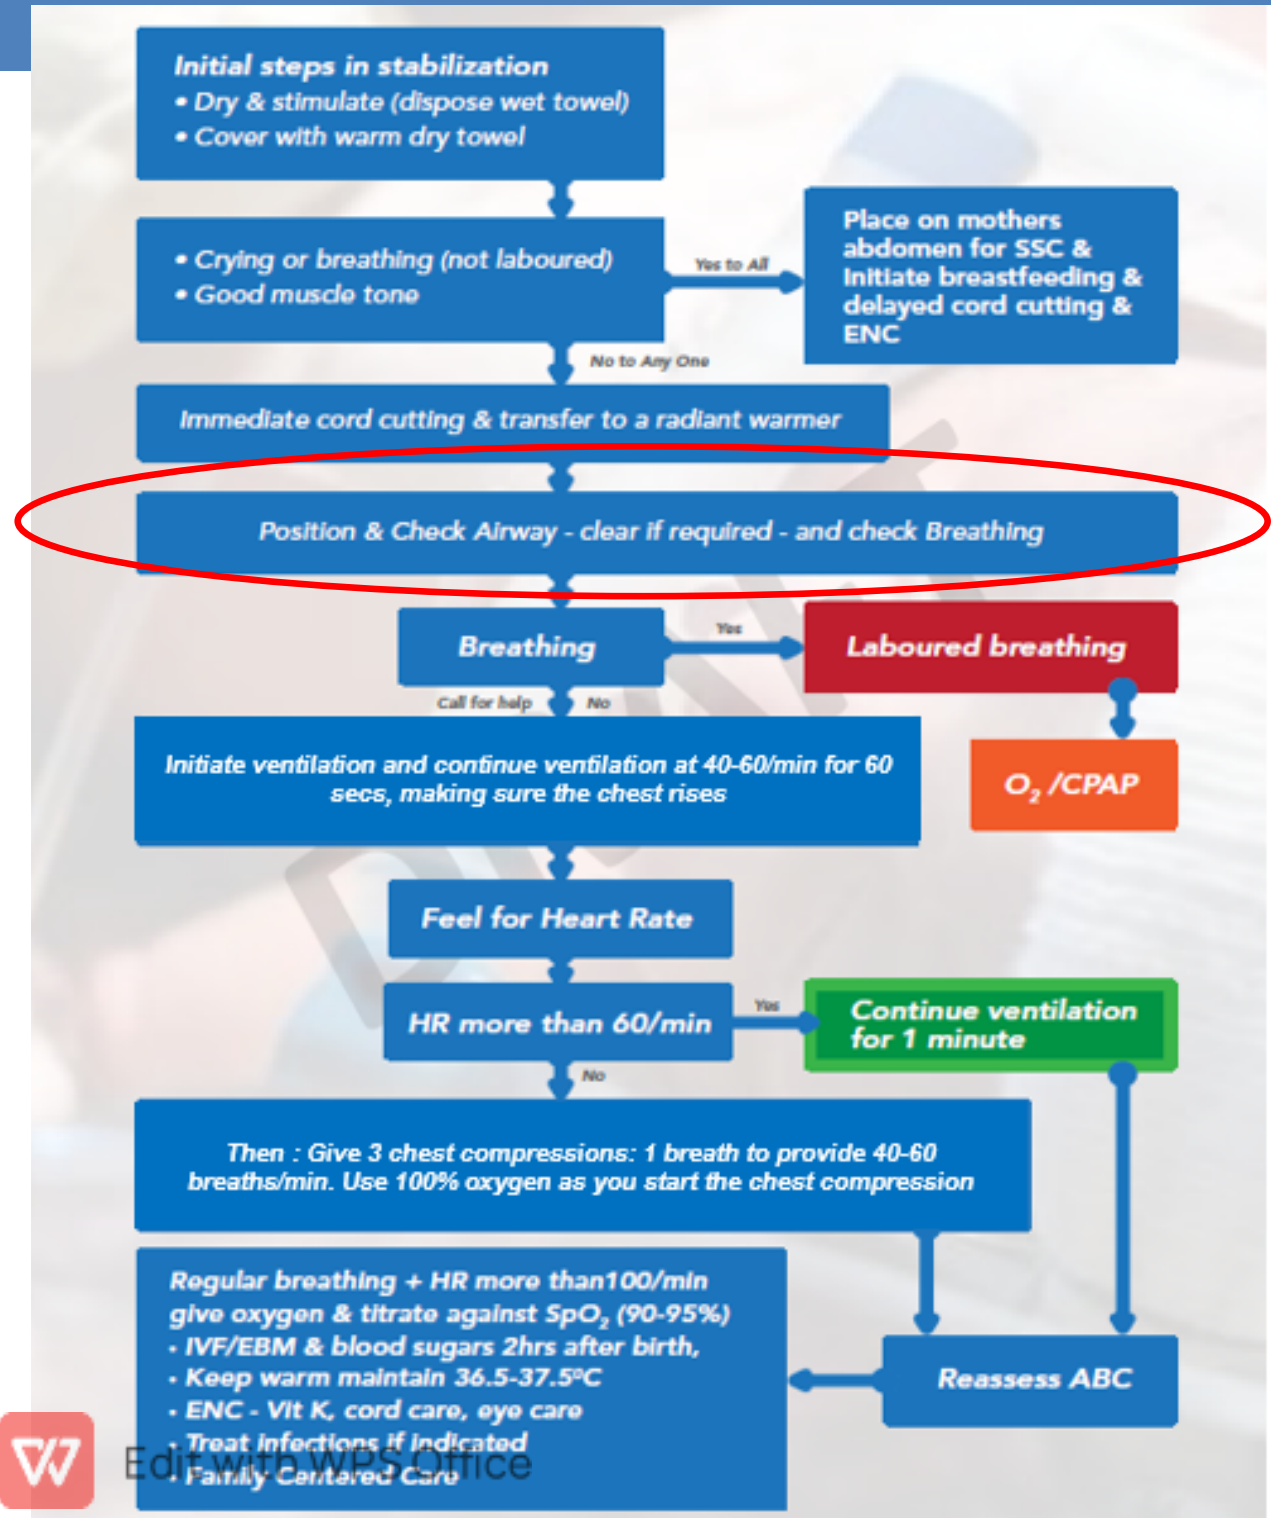 Initial steps in stabilization
• Dry & stimulate (dispose wet towel)
• Cover with warm dry towel
• Crying or breathing (not laboured)
• Good muscle tone
Yes to All
Place on mothers
abdomen for SSC &
Initiate breastfeeding &
delayed cord cutting &
ENC
No to Any One
Immediate cord cutting & transfer to a radiant warmer
Position & Check Airway - clear if required - and check Breathing
Breathing
Yes
Laboured breathing
Call for help
No
O₂ /CPAP
Initiate ventilation and continue ventilation at 40-60/min for 60
secs, making sure the chest rises
Feel for Heart Rate
HR more than 60/min
Yes
Continue ventilation
for 1 minute
No
Then : Give 3 chest compressions: 1 breath to provide 40-60
breaths/min. Use 100% oxygen as you start the chest compression
Regular breathing + HR more than100/min
give oxygen & titrate against SpO₂ (90-95%)
- IVF/EBM & blood sugars 2hrs after birth,
- Keep warm maintain 36.5-37.5ºC
- ENC - Vit K, cord care, eye care
- Treat infections if indicated
- Family Centered Care
Reassess ABC
DRAFT
Edit with WPS Office